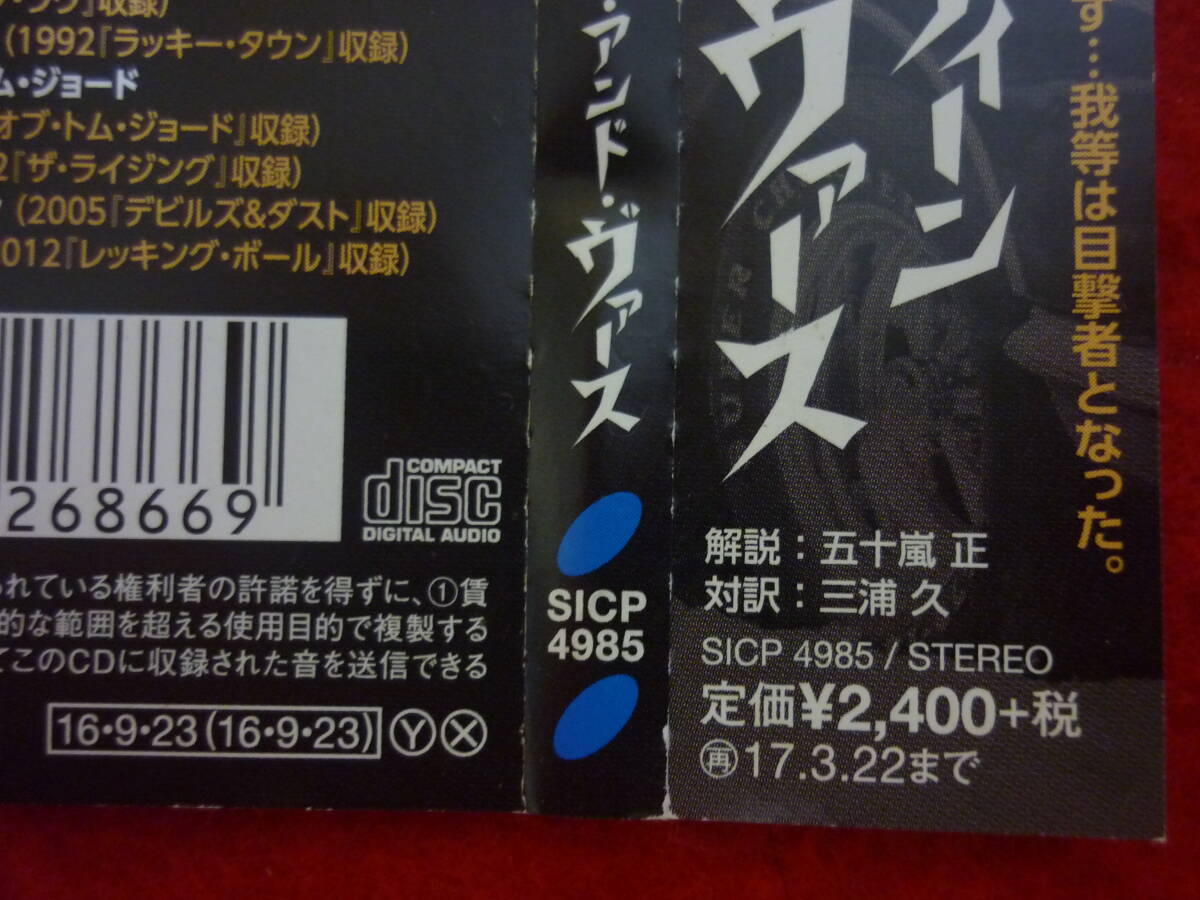 収録)
(1992『ラッキー・タウン』収録)
ム・ジョード
オブ・トム・ジョード』収録)
2『ザ・ライジング』収録)
(2005『デビルズ&ダスト』収録)
2012『レッキング・ボール』収録)
268669
COMPACT
disc
DIGITAL AUDIO
れている権利者の許諾を得ずに、①賃
的な範囲を超える使用目的で複製する
てこのCDに収録された音を送信できる
16・9・23(16・9・23) Ⓨ Ⓧ
・アンド・ヴァース
SICP
4985
す…我等は目撃者となった。
ィーン
ヴァース
解説：五十嵐 正
対訳：三浦 久
SICP 4985 / STEREO
定価¥2,400+税
再17.3.22まで